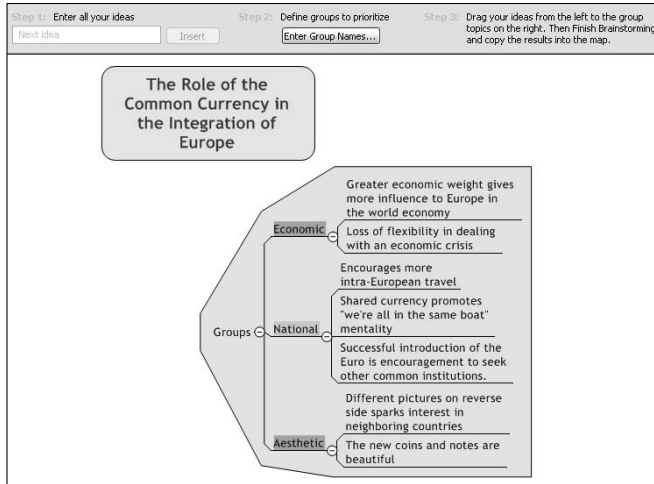 Step 1: Enter all your ideas
Next idea
Insert
Step 2: Define groups to prioritize
Enter Group Names...
Step 3: Drag your ideas from the left to the group
topics on the right. Then Finish Brainstorming
and copy the results into the map.
The Role of the
Common Currency in
the Integration of
Europe
Groups
Economic
Greater economic weight gives
more influence to Europe in
the world economy
Loss of flexibility in dealing
with an economic crisis
National
Encourages more
intra-European travel
Shared currency promotes
"we're all in the same boat"
mentality
Successful introduction of the
Euro is encouragement to seek
other common institutions.
Aesthetic
Different pictures on reverse
side sparks interest in
neighboring countries
The new coins and notes are
beautiful